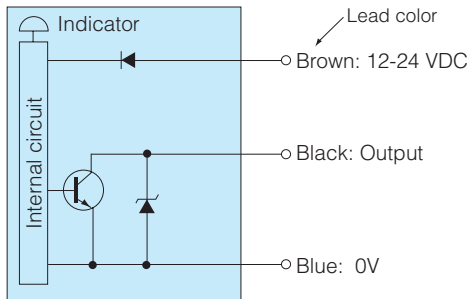 Lead color
Indicator
Brown: 12-24 VDC
Internal circuit
Black: Output
Blue: 0V